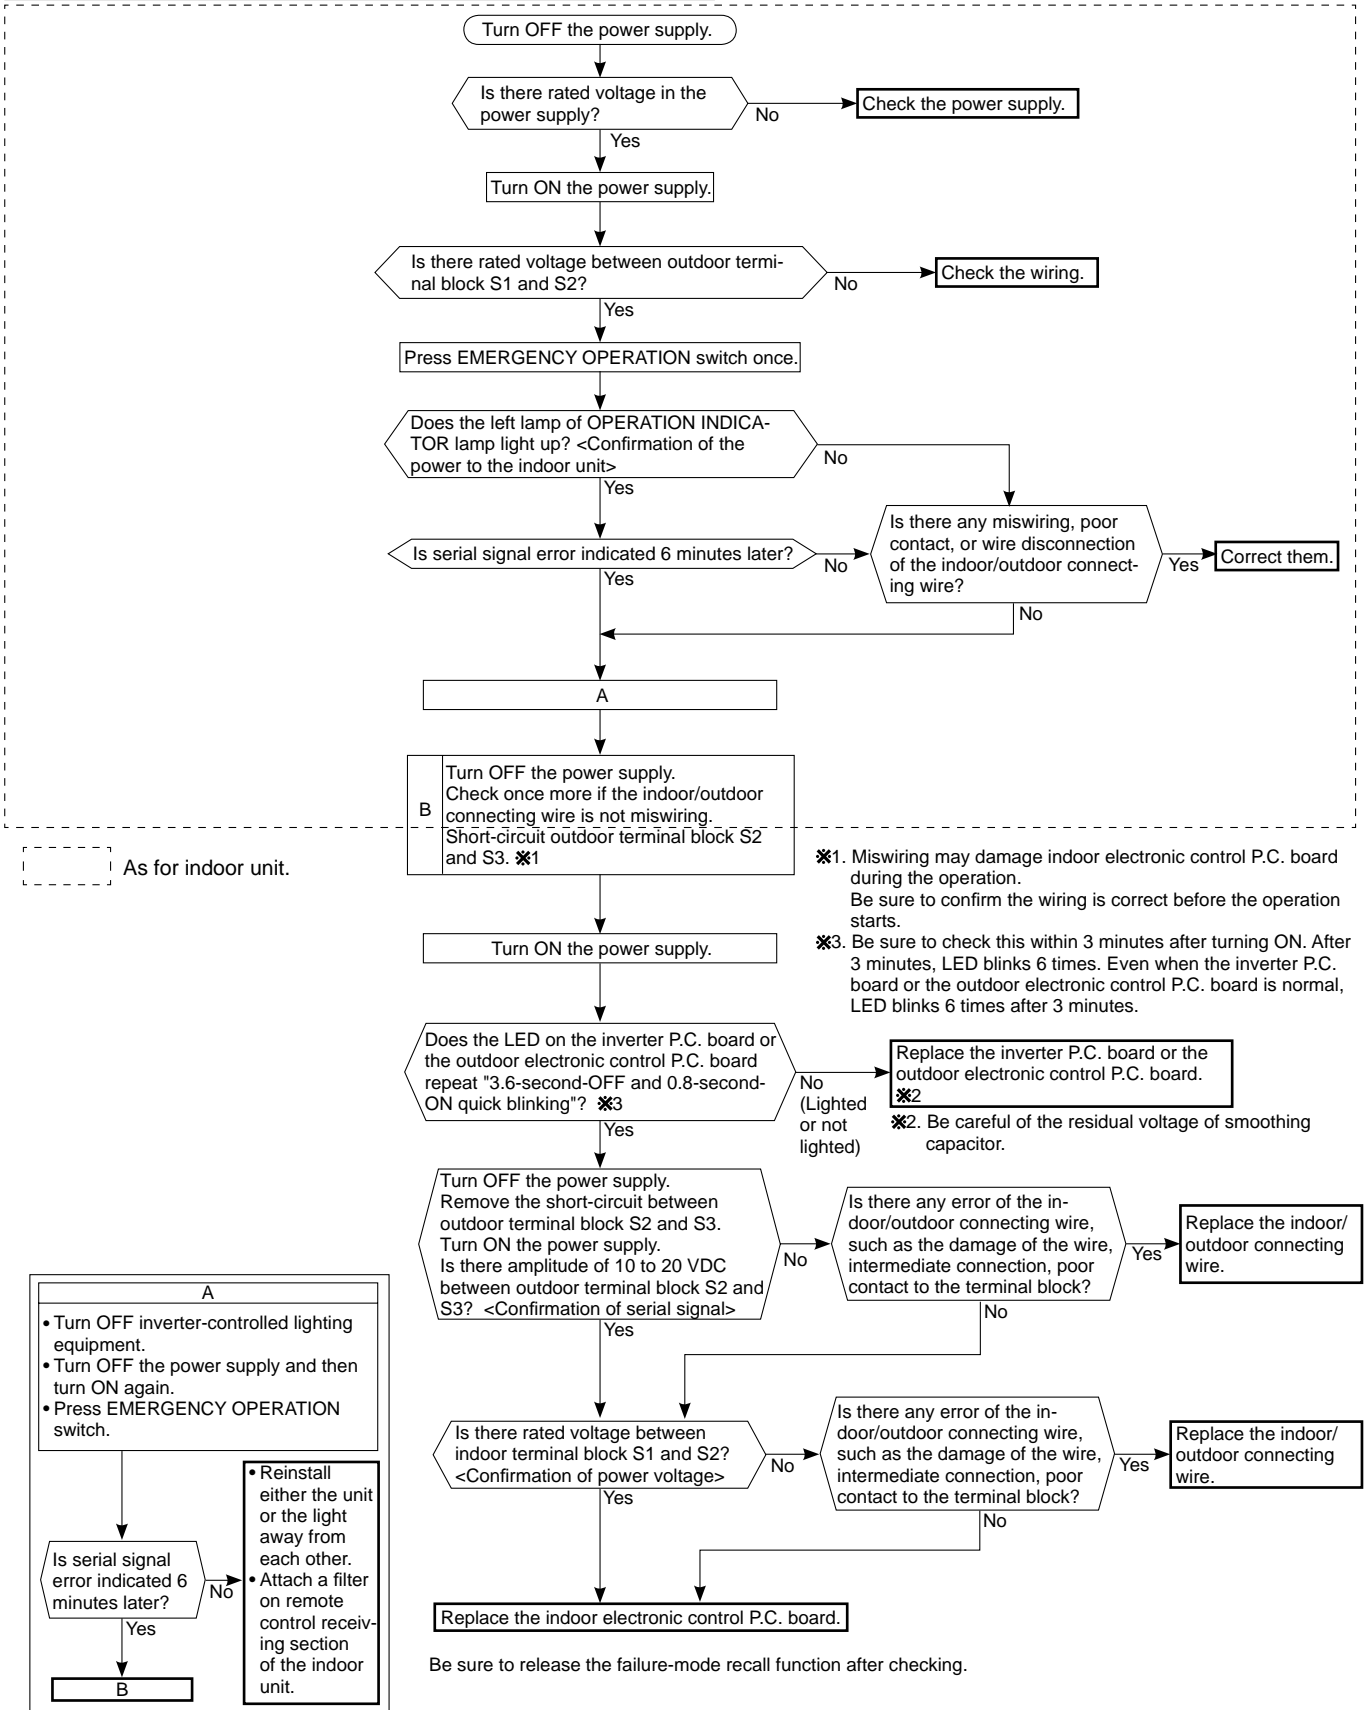 Turn OFF the power supply.
Is there rated voltage in the
power supply?
No
Check the power supply.
Yes
Turn ON the power supply.
Is there rated voltage between outdoor termi-
nal block S1 and S2?
No
Check the wiring.
Yes
Press EMERGENCY OPERATION switch once.
Does the left lamp of OPERATION INDICA-
TOR lamp light up? <Confirmation of the
power to the indoor unit>
No
Yes
Is serial signal error indicated 6 minutes later?
No
Yes
Is there any miswiring, poor
contact, or wire disconnection
of the indoor/outdoor connect-
ing wire?
Yes
Correct them.
No
A
B
Turn OFF the power supply.
Check once more if the indoor/outdoor
connecting wire is not miswiring.
Short-circuit outdoor terminal block S2
and S3. ※1
As for indoor unit.
※1. Miswiring may damage indoor electronic control P.C. board
during the operation.
Be sure to confirm the wiring is correct before the operation
starts.
※3. Be sure to check this within 3 minutes after turning ON. After
3 minutes, LED blinks 6 times. Even when the inverter P.C.
board or the outdoor electronic control P.C. board is normal,
LED blinks 6 times after 3 minutes.
Turn ON the power supply.
Does the LED on the inverter P.C. board or
the outdoor electronic control P.C. board
repeat "3.6-second-OFF and 0.8-second-
ON quick blinking"? ※3
No
(Lighted
or not
lighted)
Replace the inverter P.C. board or the
outdoor electronic control P.C. board.
※2
※2. Be careful of the residual voltage of smoothing
capacitor.
Yes
Turn OFF the power supply.
Remove the short-circuit between
outdoor terminal block S2 and S3.
Turn ON the power supply.
Is there amplitude of 10 to 20 VDC
between outdoor terminal block S2 and
S3? <Confirmation of serial signal>
No
Is there any error of the in-
door/outdoor connecting wire,
such as the damage of the wire,
intermediate connection, poor
contact to the terminal block?
Yes
Replace the indoor/
outdoor connecting
wire.
No
Yes
Is there rated voltage between
indoor terminal block S1 and S2?
<Confirmation of power voltage>
No
Is there any error of the in-
door/outdoor connecting wire,
such as the damage of the wire,
intermediate connection, poor
contact to the terminal block?
Yes
Replace the indoor/
outdoor connecting
wire.
No
Yes
Replace the indoor electronic control P.C. board.
Be sure to release the failure-mode recall function after checking.
A
• Turn OFF inverter-controlled lighting
equipment.
• Turn OFF the power supply and then
turn ON again.
• Press EMERGENCY OPERATION
switch.
Is serial signal
error indicated 6
minutes later?
No
Yes
B
• Reinstall
either the unit
or the light
away from
each other.
• Attach a filter
on remote
control receiv-
ing section
of the indoor
unit.